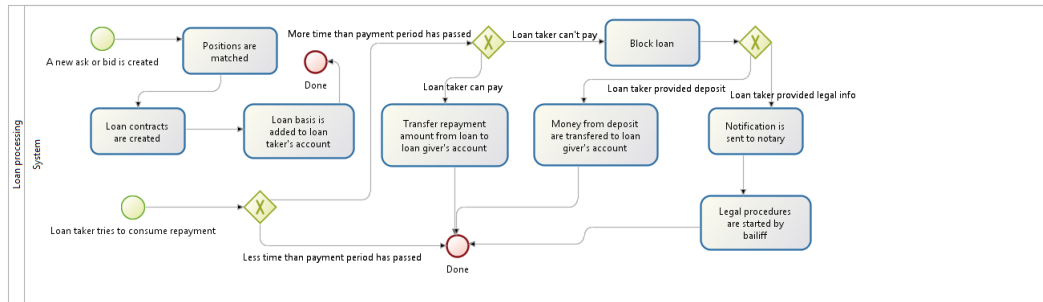 Loan processing
System
A new ask or bid is created
Positions are
matched
Loan contracts
are created
Loan basis is
added to loan
taker's account
Done
Loan taker tries to consume repayment
More time than payment period has passed
Less time than payment period has passed
Loan taker can't pay
Loan taker can pay
Transfer repayment
amount from loan to
loan giver's account
Block loan
Loan taker provided deposit
Loan taker provided legal info
Money from deposit
are transfered to loan
giver's account
Notification is
sent to notary
Legal procedures
are started by
bailiff
Done